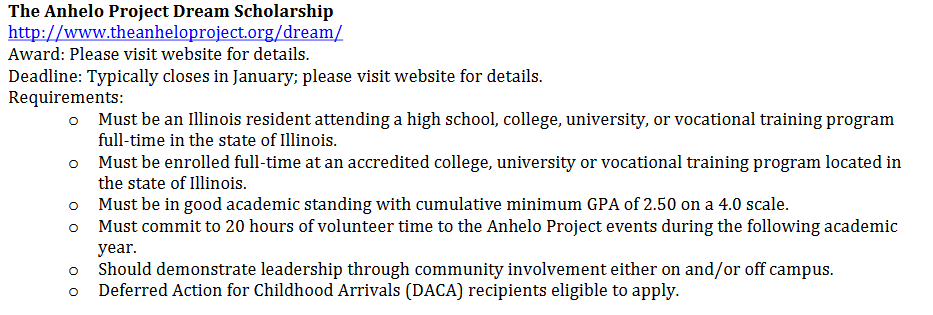 The Anhelo Project Dream Scholarship
http://www.theanheloproject.org/dream/
Award: Please visit website for details.
Deadline: Typically closes in January; please visit website for details.
Requirements:
o Must be an Illinois resident attending a high school, college, university, or vocational training program
full-time in the state of Illinois.
o Must be enrolled full-time at an accredited college, university or vocational training program located in
the state of Illinois.
o Must be in good academic standing with cumulative minimum GPA of 2.50 on a 4.0 scale.
o Must commit to 20 hours of volunteer time to the Anhelo Project events during the following academic
year.
o Should demonstrate leadership through community involvement either on and/or off campus.
o Deferred Action for Childhood Arrivals (DACA) recipients eligible to apply.